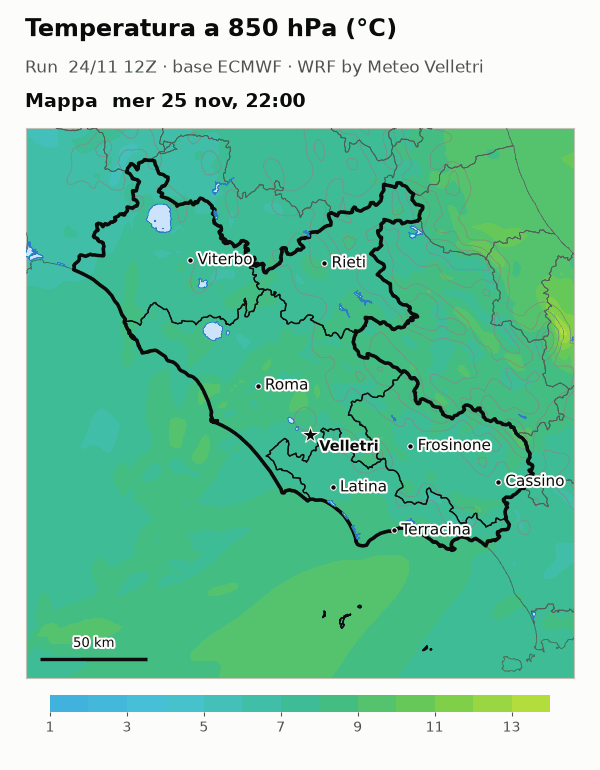 Temperatura a 850 hPa (°C)
Run  24/11 12Z · base ECMWF · WRF by Meteo Velletri
Mappa  mer 25 nov, 22:00
Viterbo
Rieti
Roma
Velletri
Frosinone
Cassino
Latina
Terracina
50 km
1 3 5 7 9 11 13